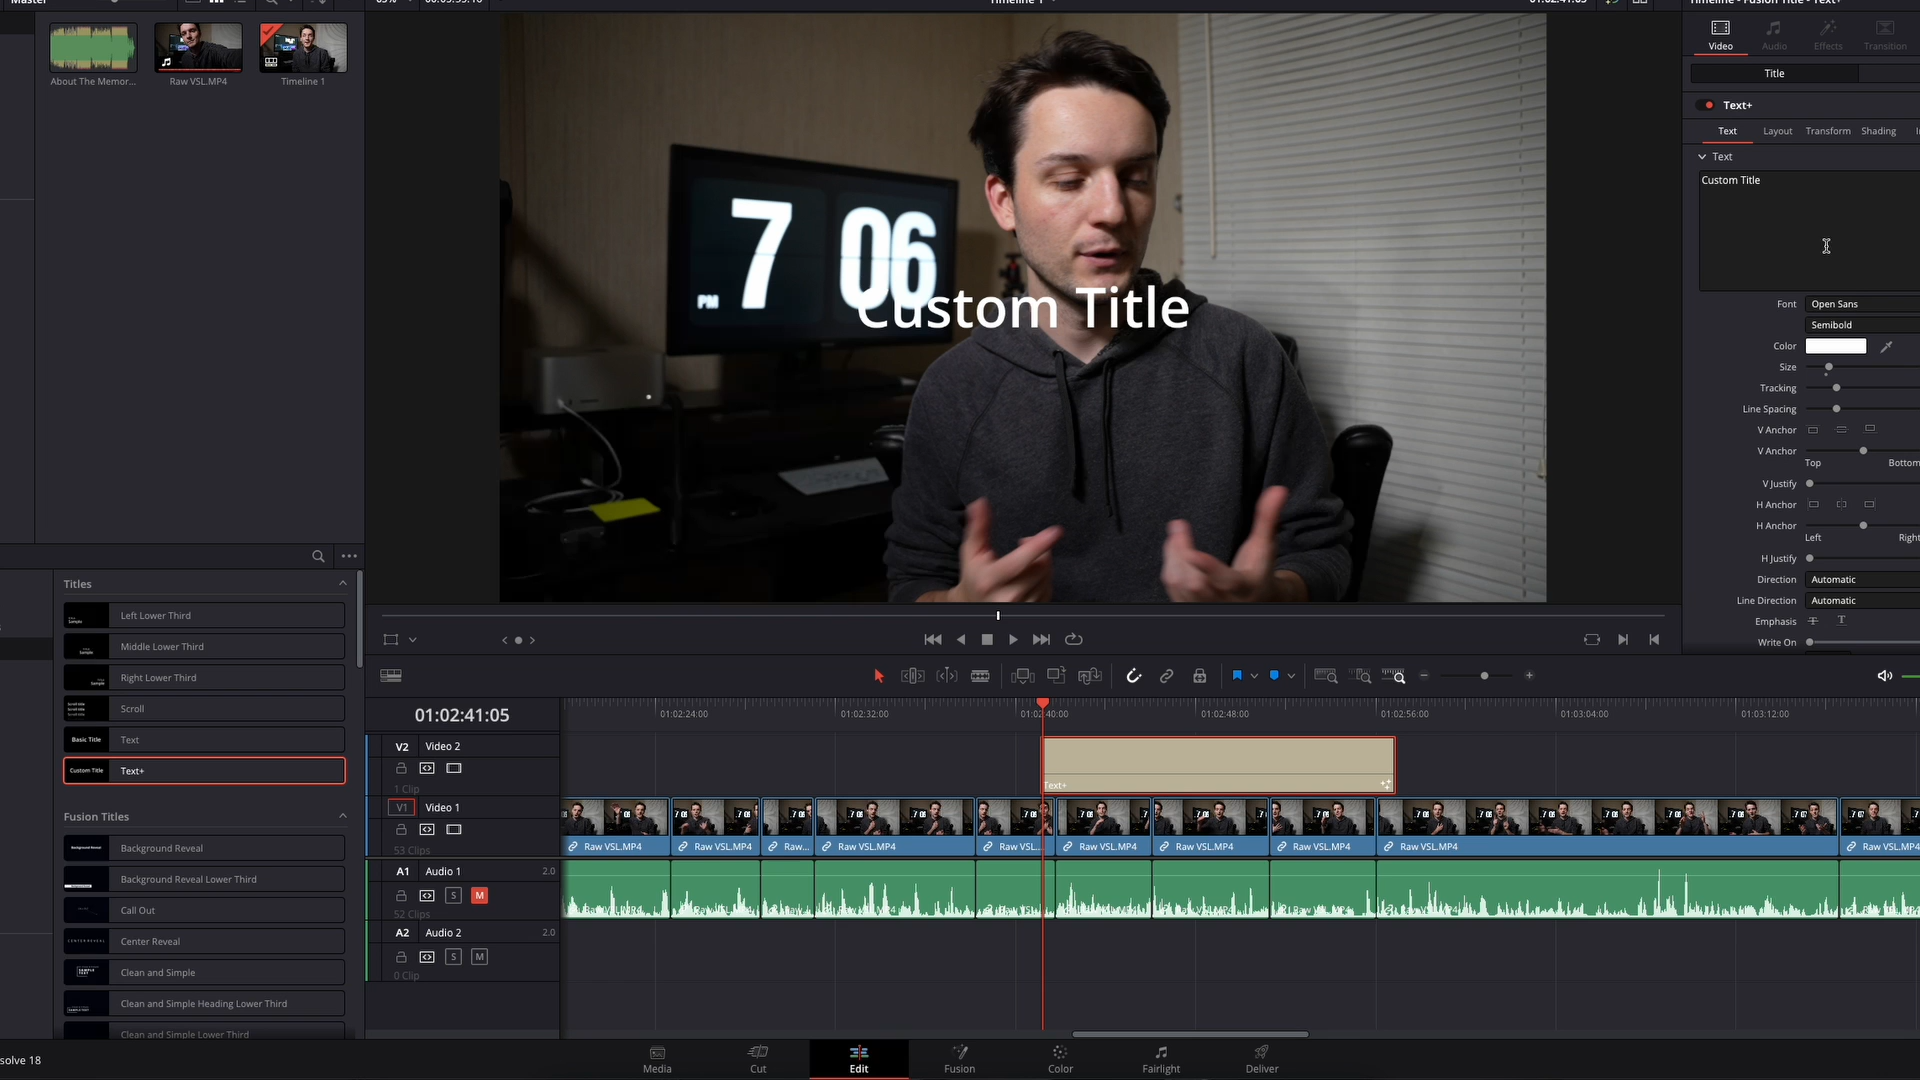 Master
Timeline 1
Timeline - Fusion Title - Text+
About The Memor...
Raw VSL.MP4
Timeline 1
7 06
PM
Custom Title
Video
Audio
Effects
Transition
Title
Text+
Text
Layout
Transform
Shading
Text
Custom Title
Font
Open Sans
Semibold
Color
Size
Tracking
Line Spacing
V Anchor
V Anchor
Top
Bottom
V Justify
H Anchor
H Anchor
Left
Right
H Justify
Direction
Automatic
Line Direction
Automatic
Emphasis
Write On
Titles
Left Lower Third
Middle Lower Third
Right Lower Third
Scroll
Basic Title
Text
Custom Title
Text+
Fusion Titles
Background Reveal
Background Reveal Lower Third
Call Out
CENTER REVEAL
Center Reveal
Clean and Simple
Clean and Simple Heading Lower Third
Clean and Simple Lower Third
01:02:41:05
01:02:24:00
01:02:32:00
01:02:40:00
01:02:48:00
01:02:56:00
01:03:04:00
01:03:12:00
V2
Video 2
1 Clip
Text+
V1
Video 1
53 Clips
Raw VSL.MP4
Raw VSL.MP4
Raw...
Raw VSL.MP4
Raw VSL...
Raw VSL.MP4
Raw VSL.MP4
Raw VSL.MP4
Raw VSL.MP4
Raw VSL.MP4
A1
Audio 1
2.0
S
M
52 Clips
A2
Audio 2
2.0
S
M
0 Clip
solve 18
Media
Cut
Edit
Fusion
Color
Fairlight
Deliver